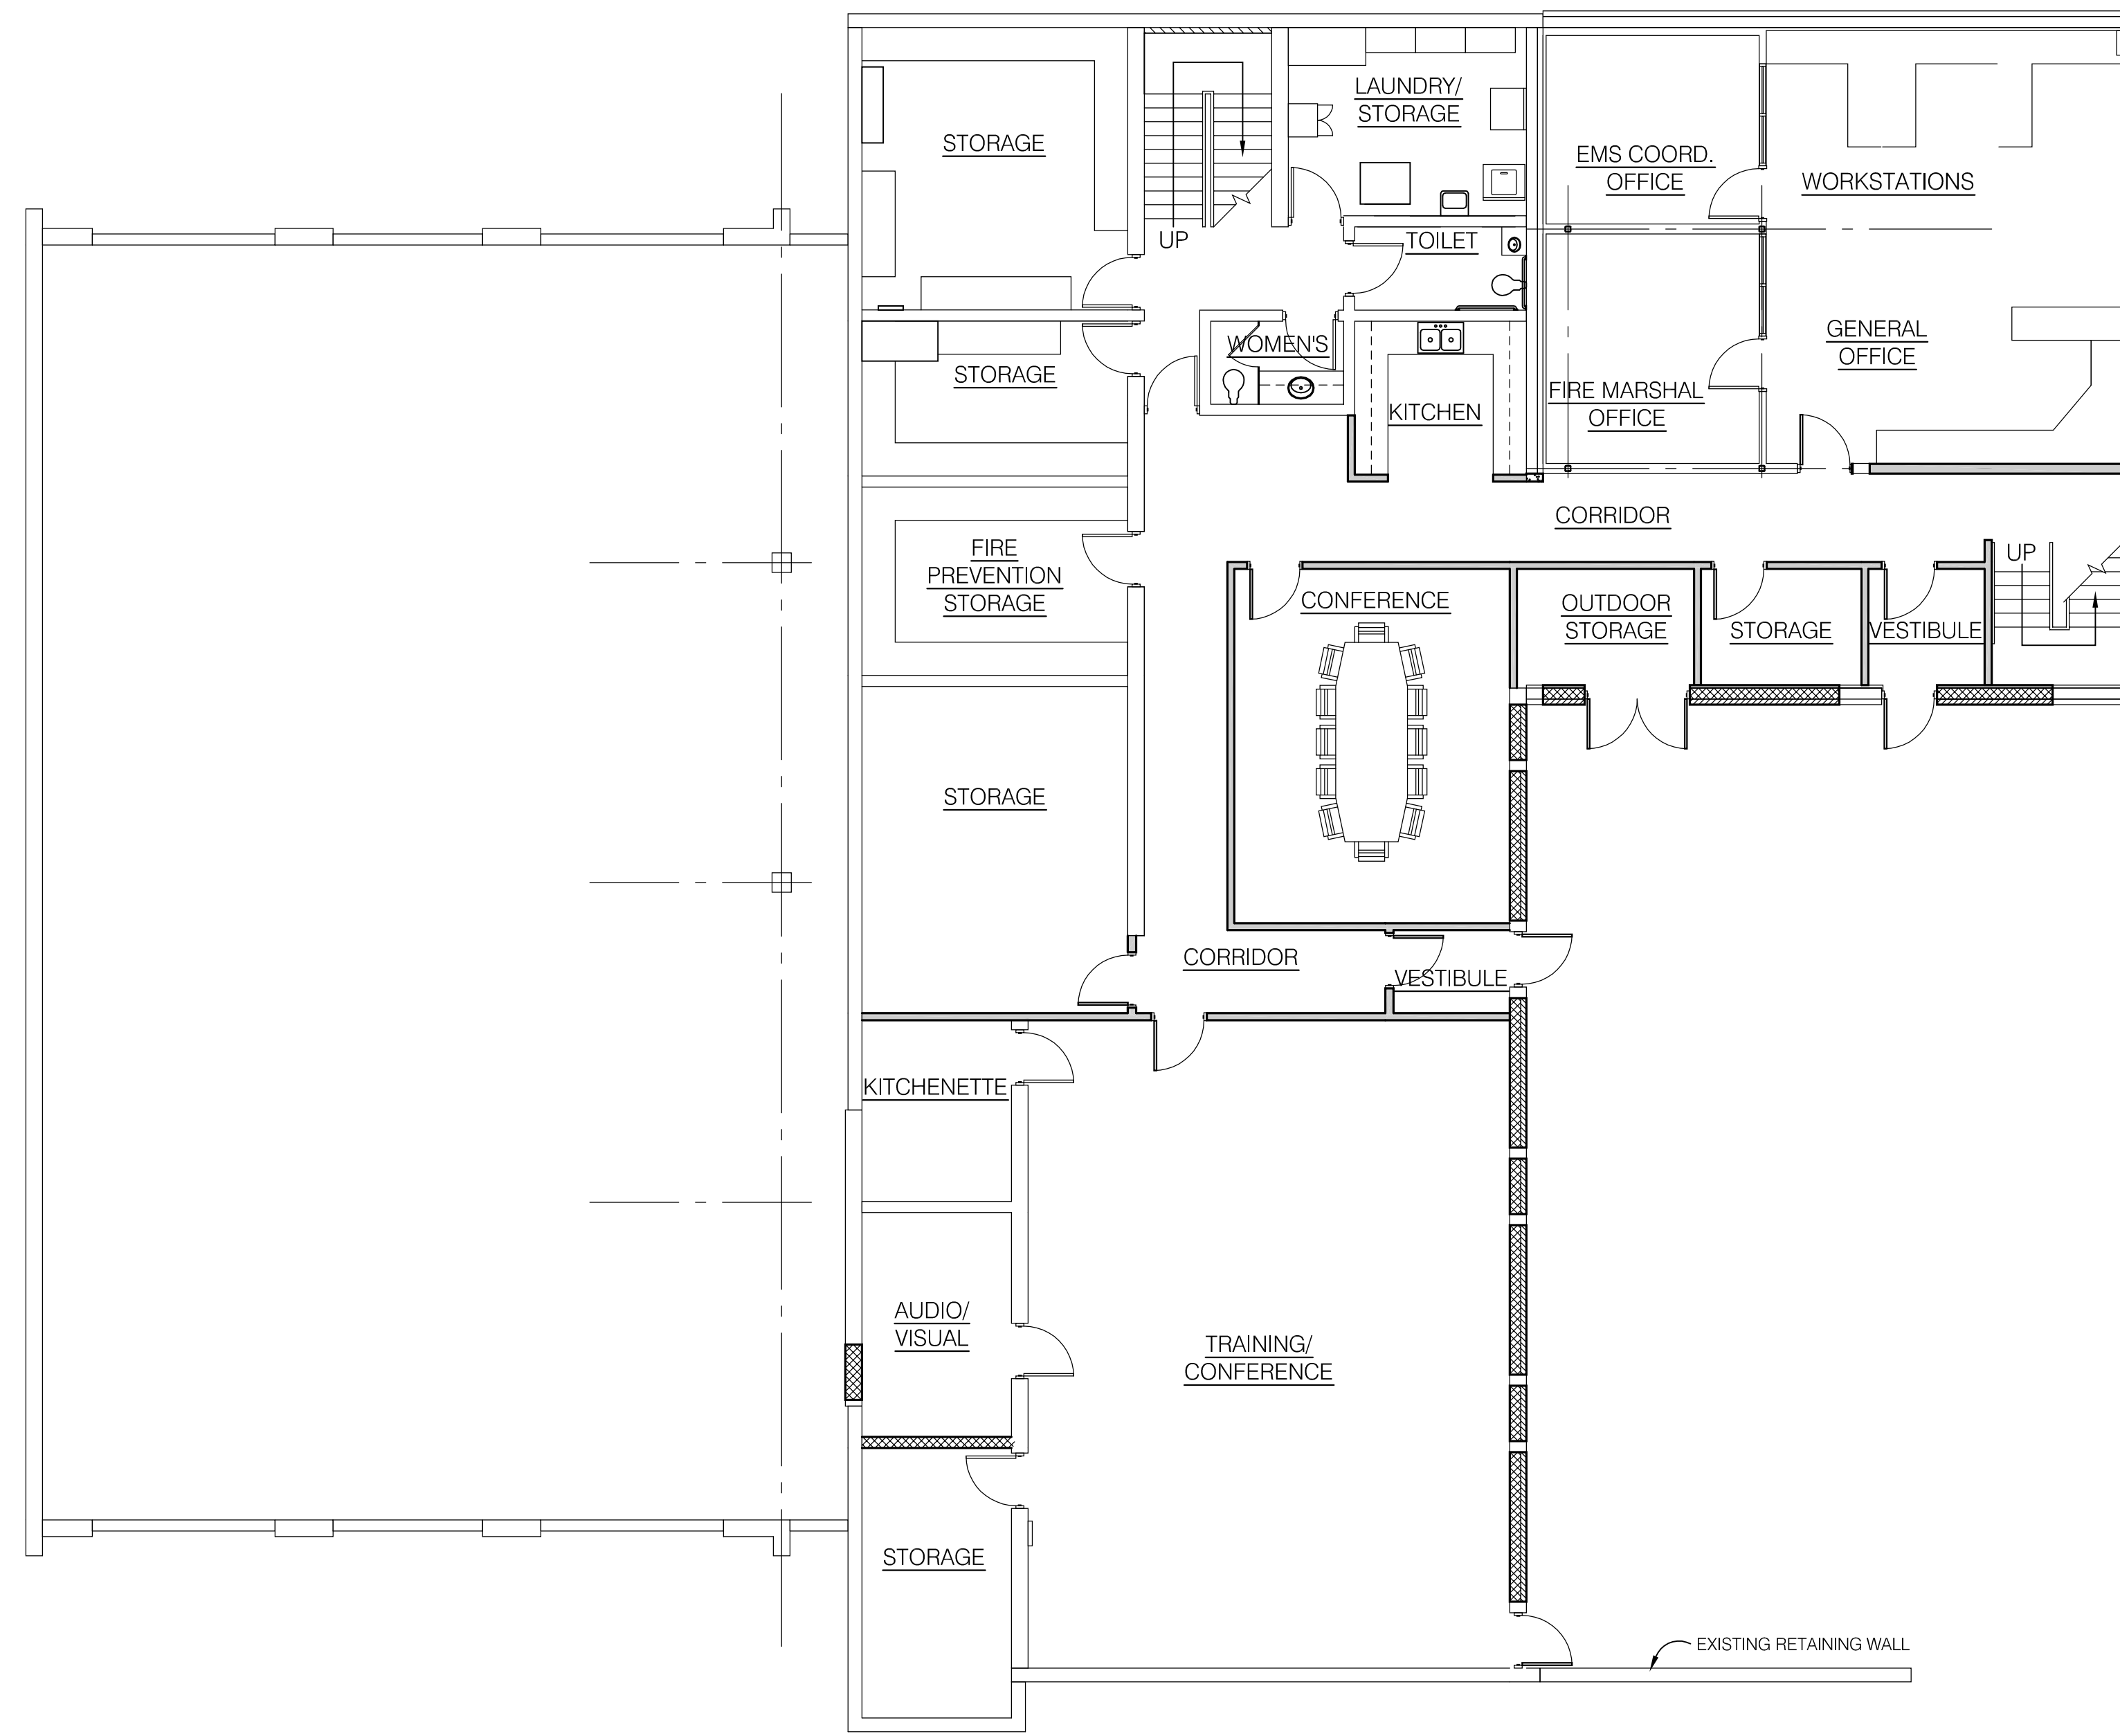 LAUNDRY/
STORAGE
STORAGE
EMS COORD.
OFFICE
WORKSTATIONS
UP
TOILET
WOMEN'S
GENERAL
OFFICE
STORAGE
KITCHEN
FIRE MARSHAL
OFFICE
CORRIDOR
FIRE
PREVENTION
STORAGE
UP
CONFERENCE
OUTDOOR
STORAGE
STORAGE
VESTIBULE
STORAGE
CORRIDOR
VESTIBULE
KITCHENETTE
AUDIO/
VISUAL
TRAINING/
CONFERENCE
STORAGE
EXISTING RETAINING WALL